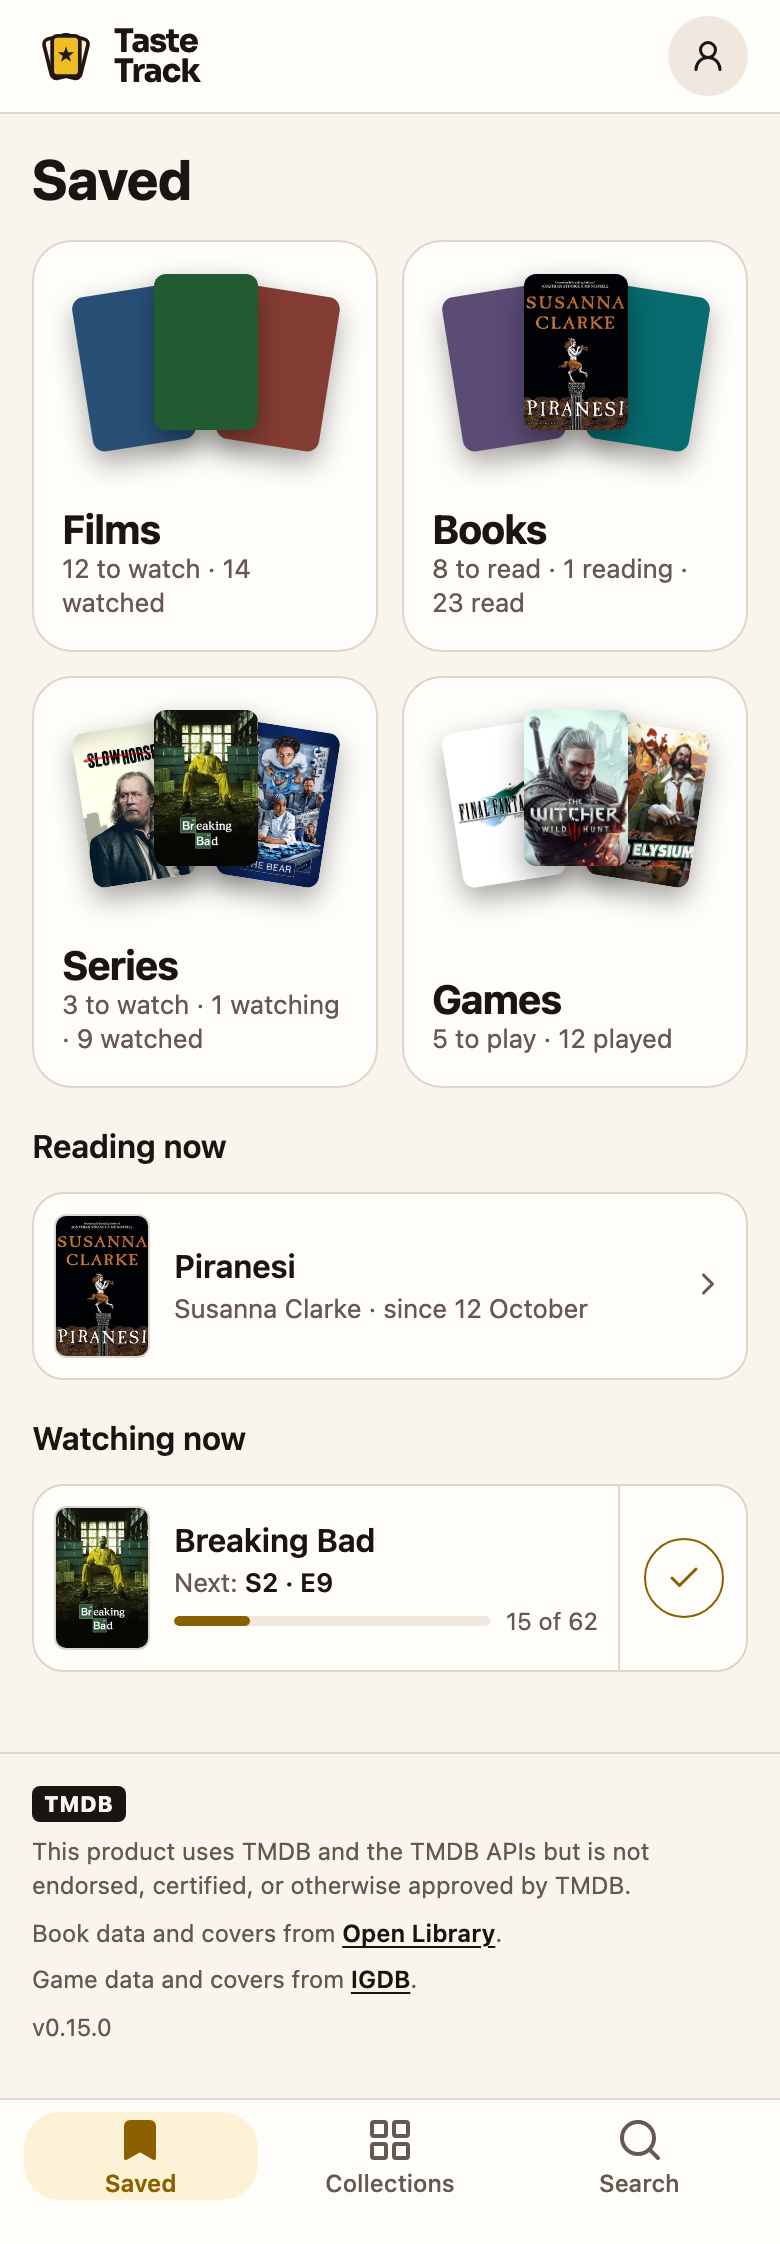 Taste
Track
Saved
SUSANNA
CLARKE
PIRANESI
Films
12 to watch · 14
watched
Books
8 to read · 1 reading ·
23 read
SLOW HORSE
Breaking
Bad
HE BEAR
FINAL FANTA
THE
WITCHER
WILD HUNT
ELYSIUM
Series
3 to watch · 1 watching
· 9 watched
Games
5 to play · 12 played
Reading now
SUSANNA
CLARKE
PIRANESI
Piranesi
Susanna Clarke · since 12 October
Watching now
Breaking
Bad
Breaking Bad
Next: S2 · E9
15 of 62
TMDB
This product uses TMDB and the TMDB APIs but is not
endorsed, certified, or otherwise approved by TMDB.
Book data and covers from Open Library.
Game data and covers from IGDB.
v0.15.0
Saved
Collections
Search